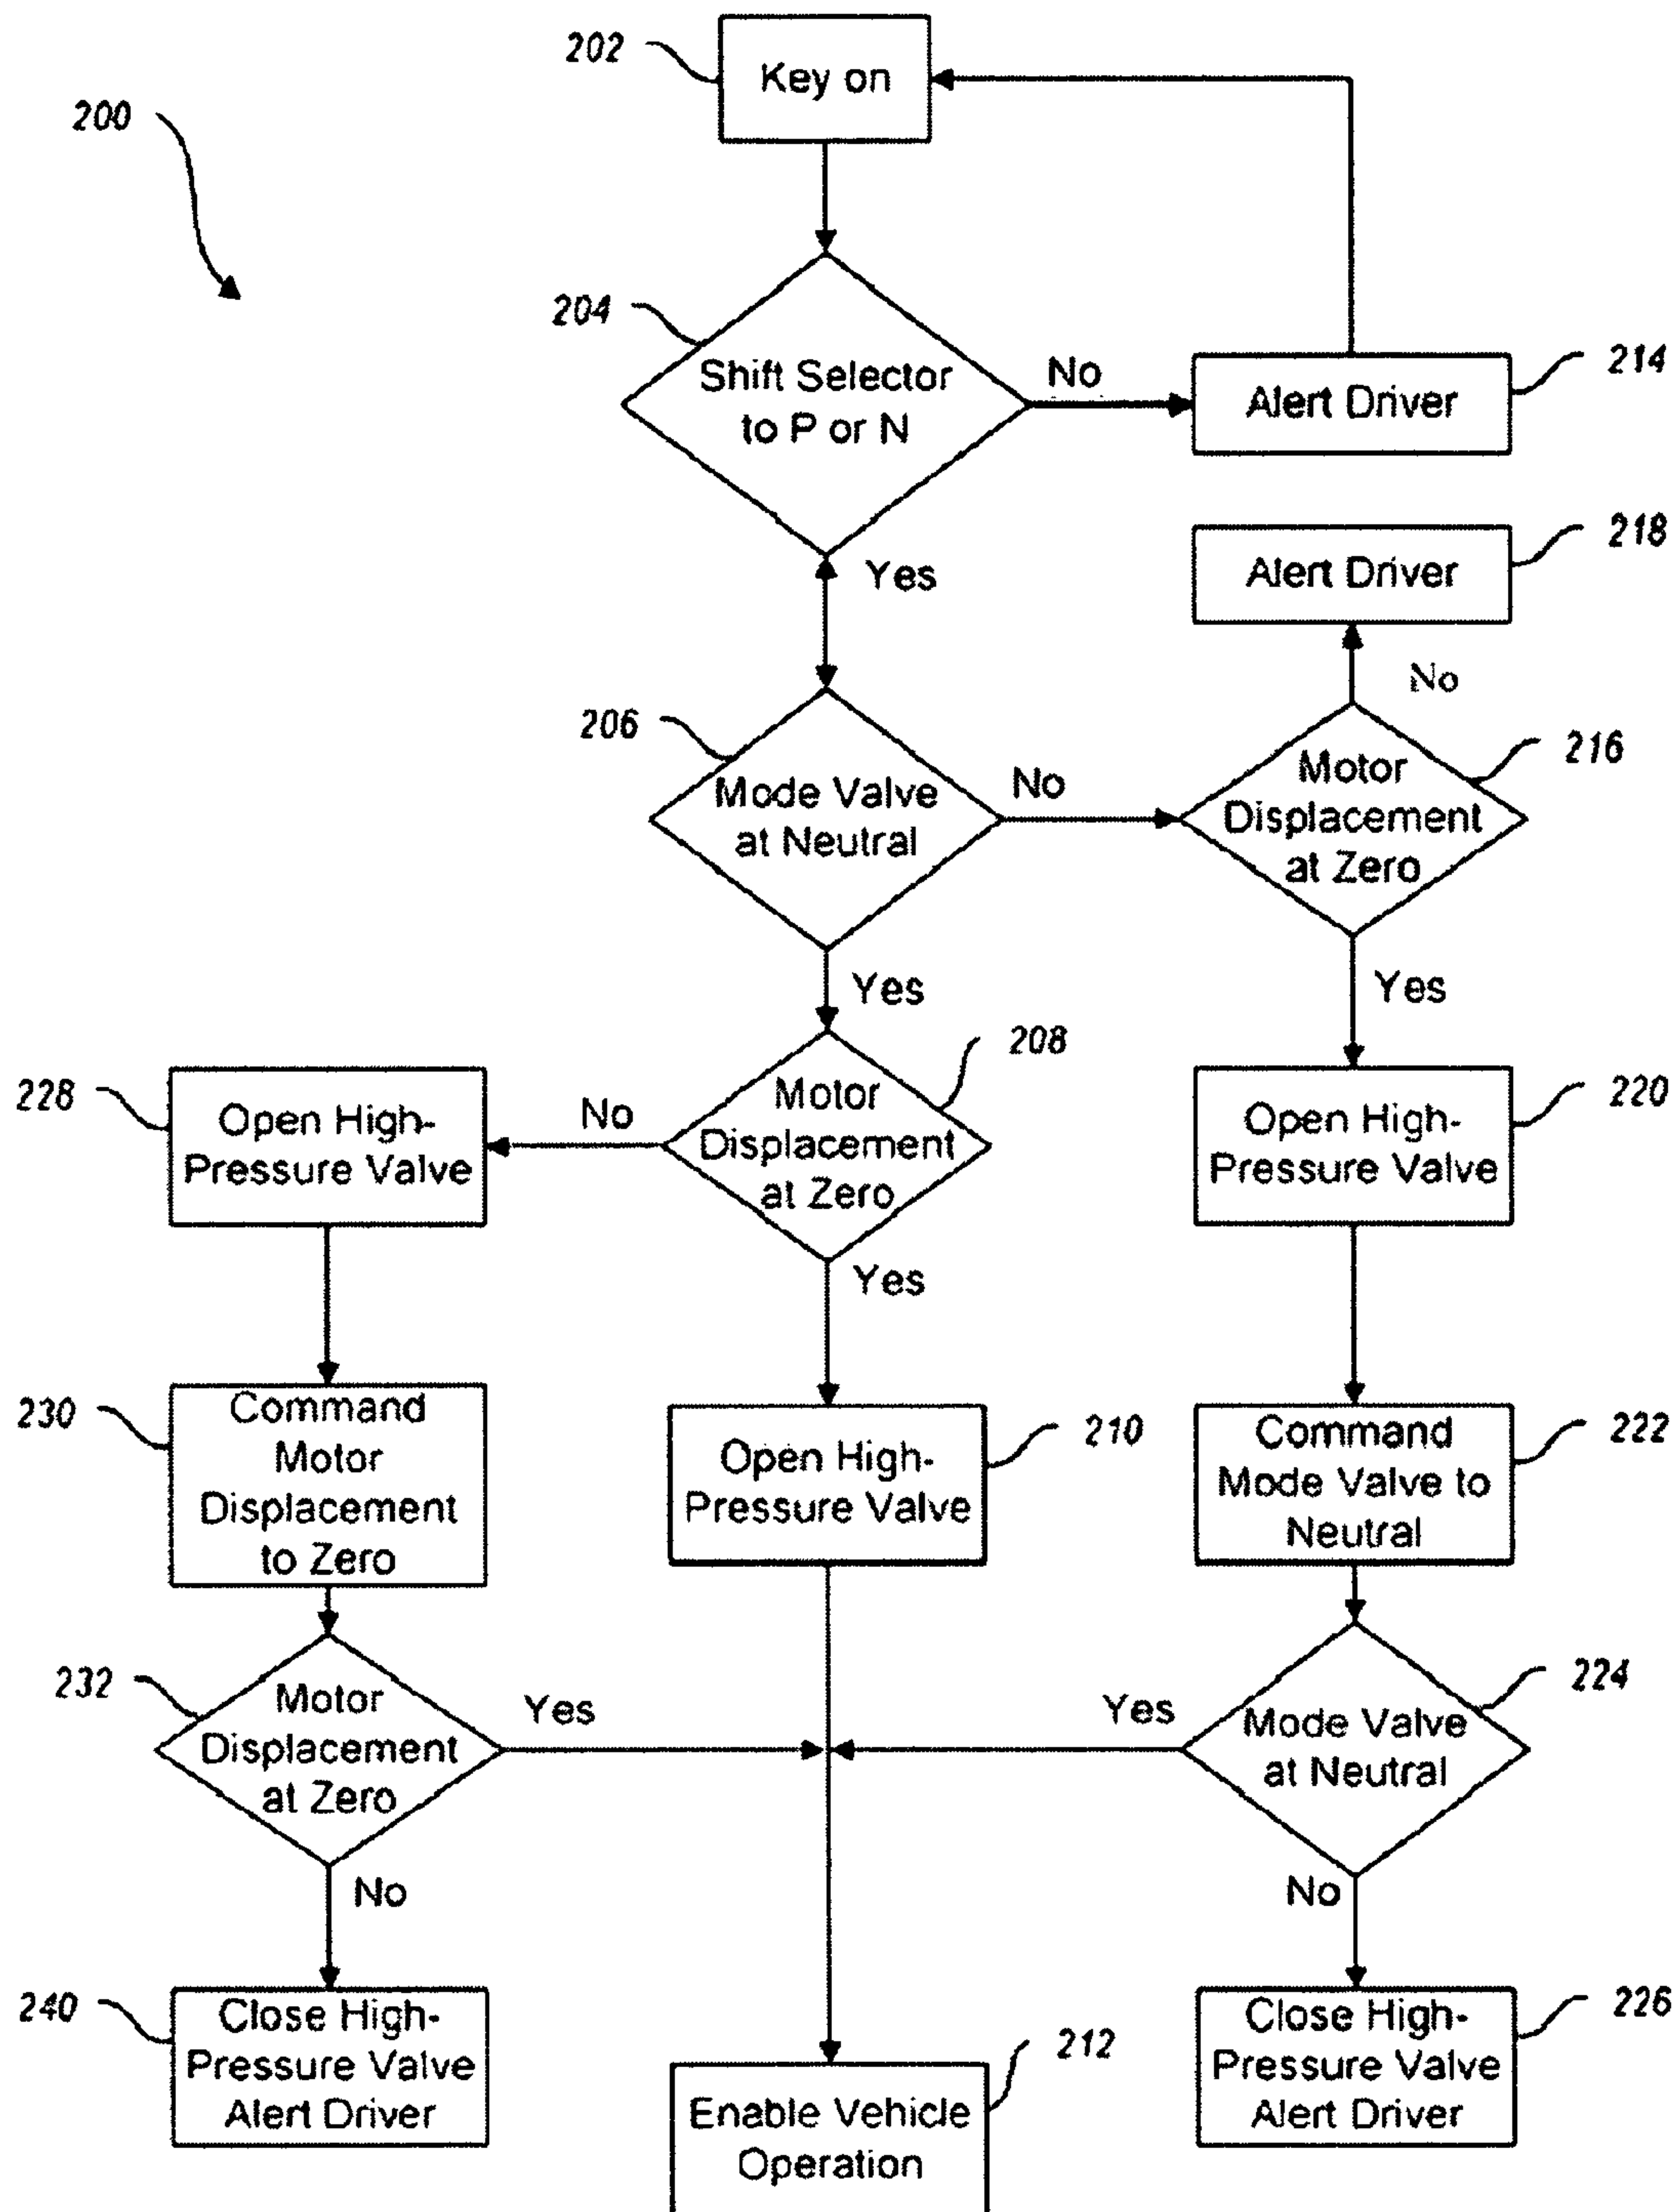 202
Key on
200
204
Shift Selector
to P or N
No
214
Alert Driver
218
Alert Driver
Yes
No
206
Mode Valve
at Neutral
No
216
Motor
Displacement
at Zero
Yes
Yes
208
228
Open High-
Pressure Valve
No
Motor
Displacement
at Zero
220
Open High-
Pressure Valve
Yes
230
Command
Motor
Displacement
to Zero
210
Open High-
Pressure Valve
222
Command
Mode Valve to
Neutral
232
Motor
Displacement
at Zero
Yes
Yes
224
Mode Valve
at Neutral
No
No
240
Close High-
Pressure Valve
Alert Driver
212
Enable Vehicle
Operation
226
Close High-
Pressure Valve
Alert Driver